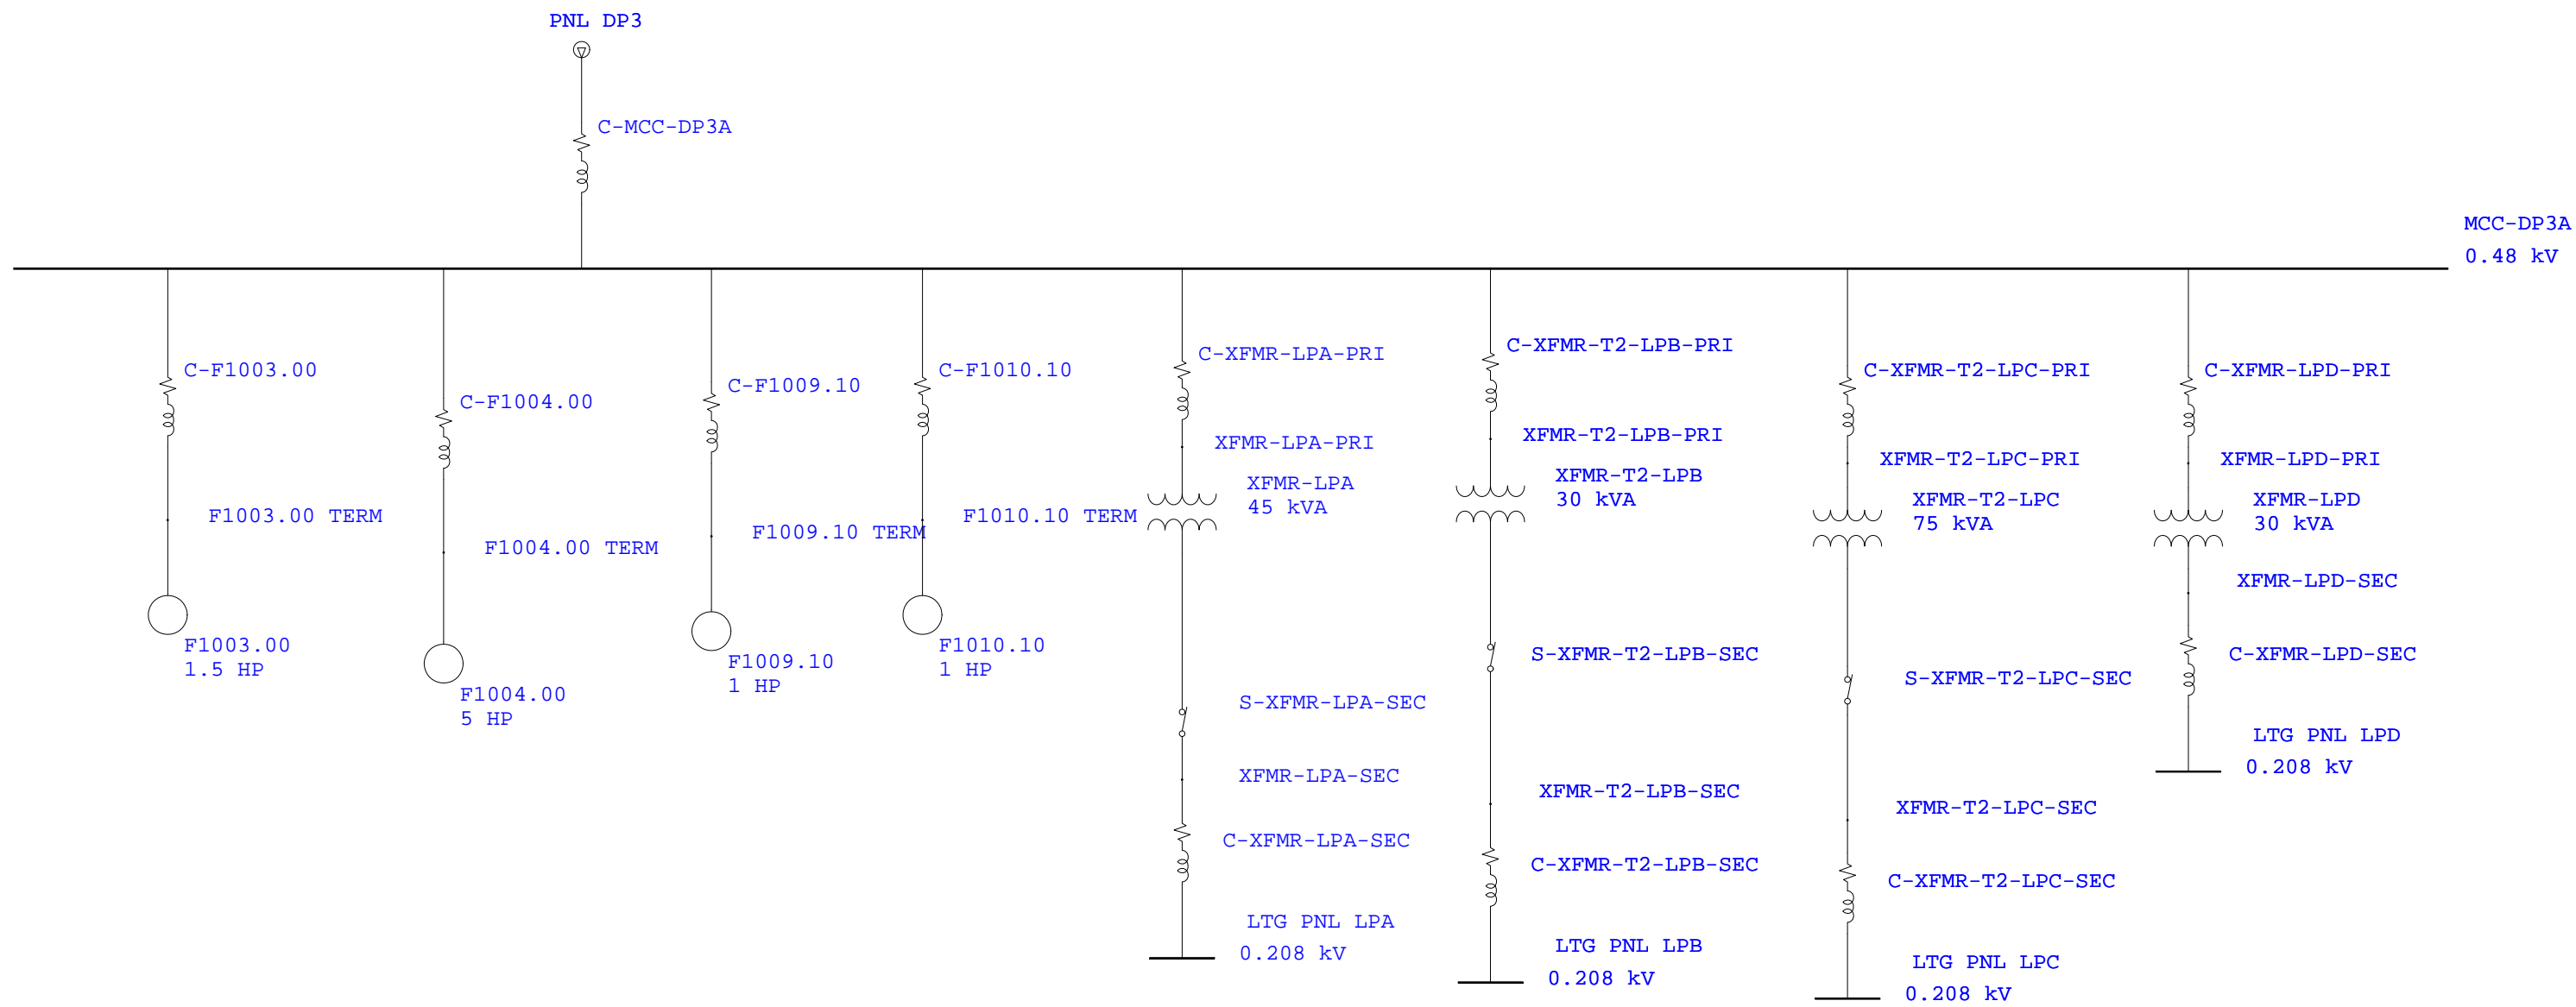 PNL DP3
C-MCC-DP3A
MCC-DP3A
0.48 kV
C-F1003.00
F1003.00 TERM
F1003.00
1.5 HP
C-F1004.00
F1004.00 TERM
F1004.00
5 HP
C-F1009.10
F1009.10 TERM
F1009.10
1 HP
C-F1010.10
F1010.10 TERM
F1010.10
1 HP
C-XFMR-LPA-PRI
XFMR-LPA-PRI
XFMR-LPA
45 kVA
S-XFMR-LPA-SEC
XFMR-LPA-SEC
C-XFMR-LPA-SEC
LTG PNL LPA
0.208 kV
C-XFMR-T2-LPB-PRI
XFMR-T2-LPB-PRI
XFMR-T2-LPB
30 kVA
S-XFMR-T2-LPB-SEC
XFMR-T2-LPB-SEC
C-XFMR-T2-LPB-SEC
LTG PNL LPB
0.208 kV
C-XFMR-T2-LPC-PRI
XFMR-T2-LPC-PRI
XFMR-T2-LPC
75 kVA
S-XFMR-T2-LPC-SEC
XFMR-T2-LPC-SEC
C-XFMR-T2-LPC-SEC
LTG PNL LPC
0.208 kV
C-XFMR-LPD-PRI
XFMR-LPD-PRI
XFMR-LPD
30 kVA
XFMR-LPD-SEC
C-XFMR-LPD-SEC
LTG PNL LPD
0.208 kV